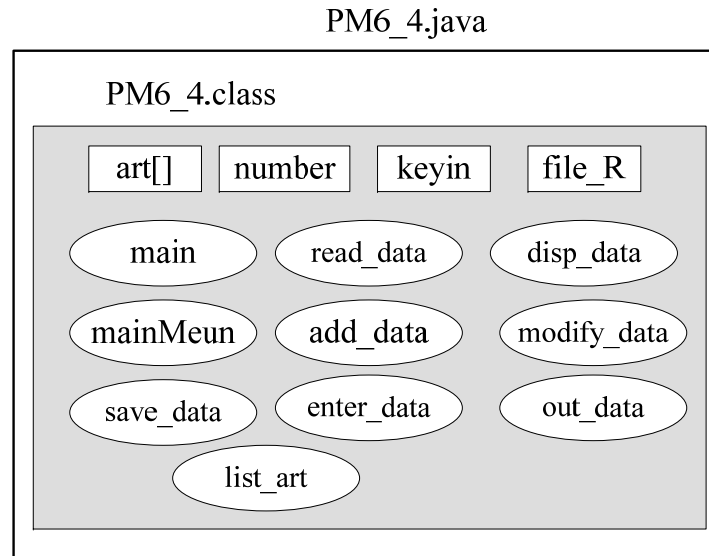 PM6_4.java
PM6_4.class
art[] number keyin file_R
main read_data disp_data
mainMeun add_data modify_data
save_data enter_data out_data
list_art